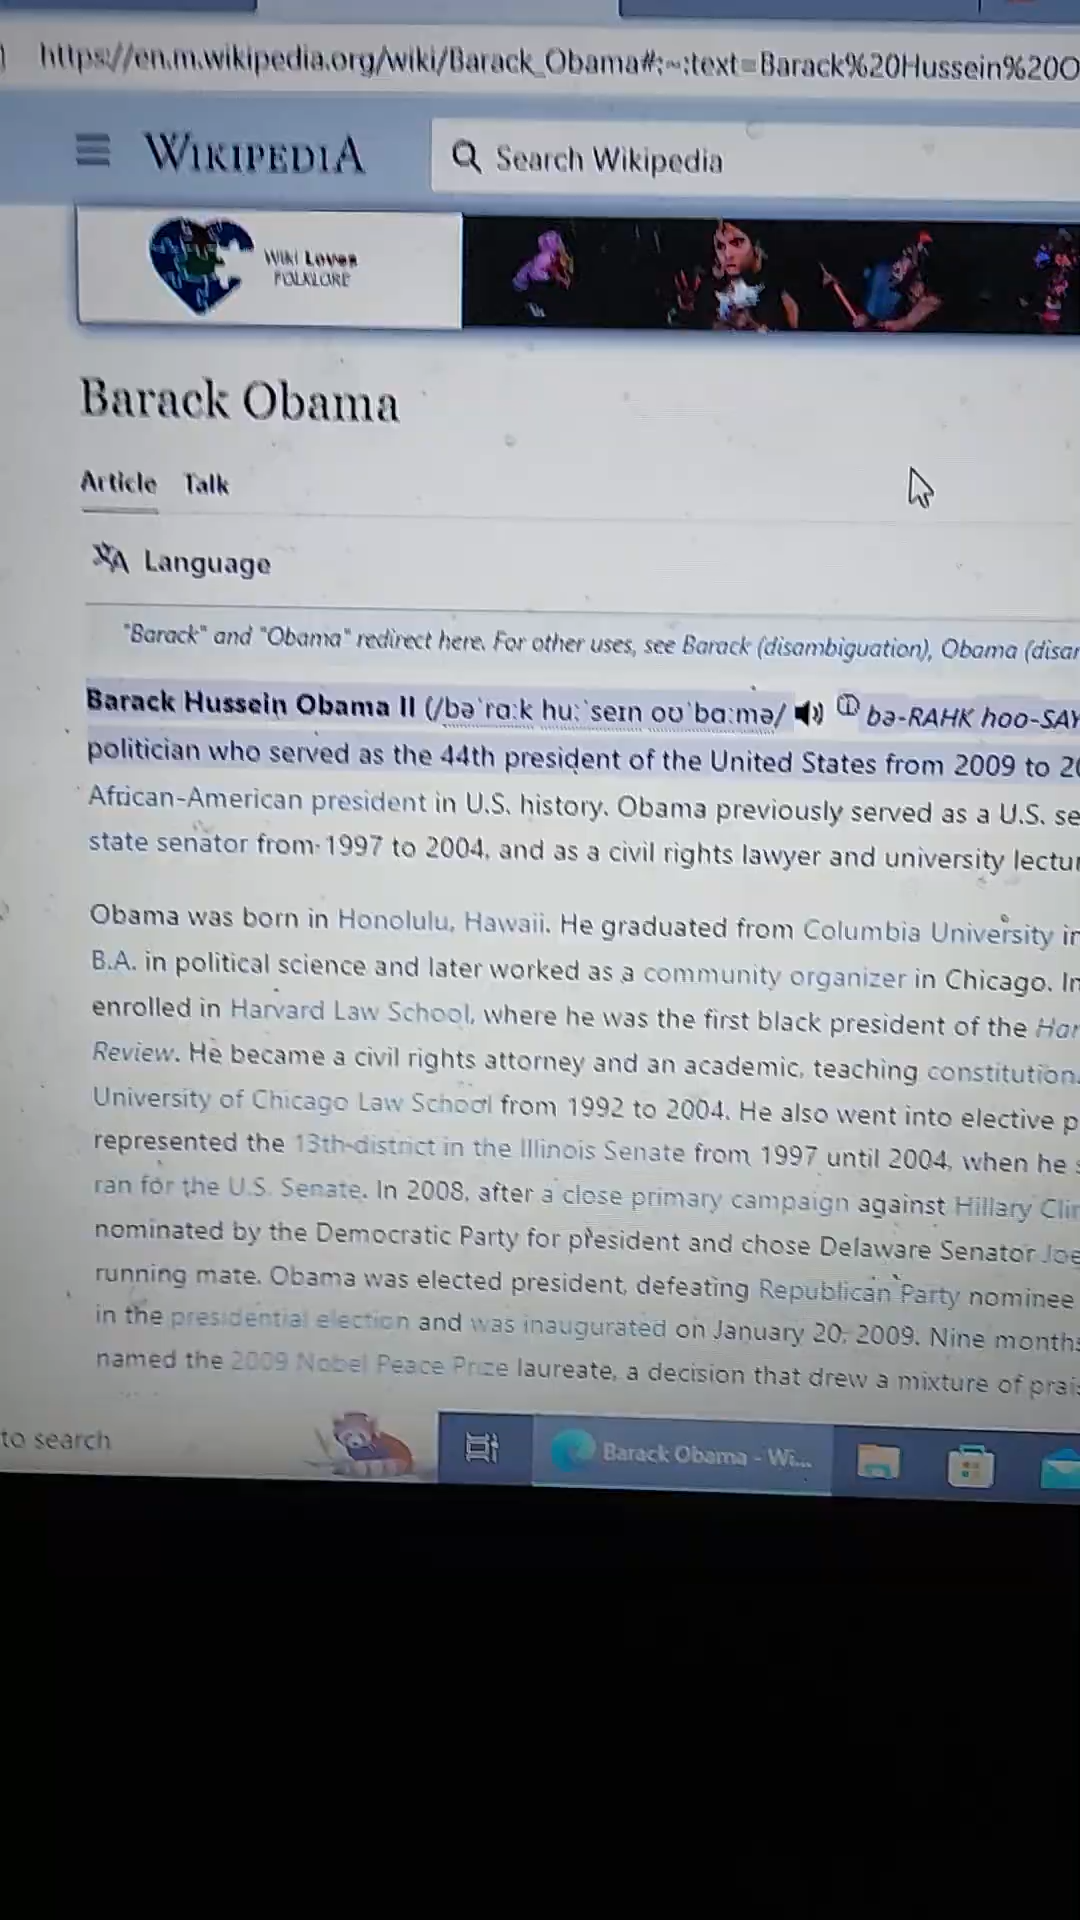 https://en.m.wikipedia.org/wiki/Barack_Obama#:~:text=Barack%20Hussein%20O
WIKIPEDIA
Search Wikipedia
Wiki Loves
FOLKLORE
Barack Obama
Article Talk
Language
"Barack" and "Obama" redirect here. For other uses, see Barack (disambiguation), Obama (disam
Barack Hussein Obama II (/bəˈrɑːk huːˈseɪn oʊˈbɑːmə/ bə-RAHK hoo-SAY
politician who served as the 44th president of the United States from 2009 to 20
African-American president in U.S. history. Obama previously served as a U.S. se
state senator from 1997 to 2004, and as a civil rights lawyer and university lectur
Obama was born in Honolulu, Hawaii. He graduated from Columbia University in
B.A. in political science and later worked as a community organizer in Chicago. In
enrolled in Harvard Law School, where he was the first black president of the Har
Review. He became a civil rights attorney and an academic, teaching constitutiona
University of Chicago Law School from 1992 to 2004. He also went into elective p
represented the 13th district in the Illinois Senate from 1997 until 2004, when he s
ran for the U.S. Senate. In 2008, after a close primary campaign against Hillary Clin
nominated by the Democratic Party for president and chose Delaware Senator Joe
running mate. Obama was elected president, defeating Republican Party nominee
in the presidential election and was inaugurated on January 20, 2009. Nine months
named the 2009 Nobel Peace Prize laureate, a decision that drew a mixture of prais
to search
Barack Obama - Wi...